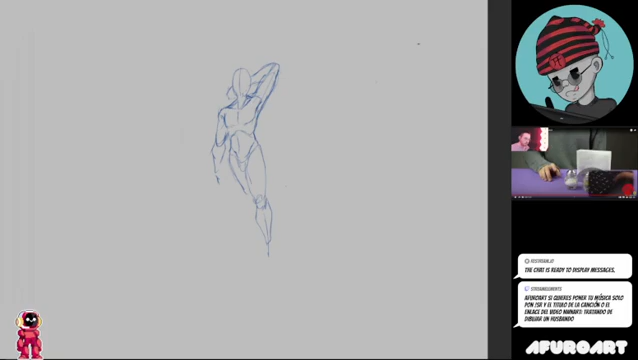 THE CHAT IS READY TO DISPLAY MESSAGES.
AFUROART SI QUIERES PONER TU MÚSICA SOLO
PON !SR Y EL TITULO DE LA CANCIÓN O EL
ENLACE DEL VIDEO
DIBUJAR UN HUSBANDO
AFUROART